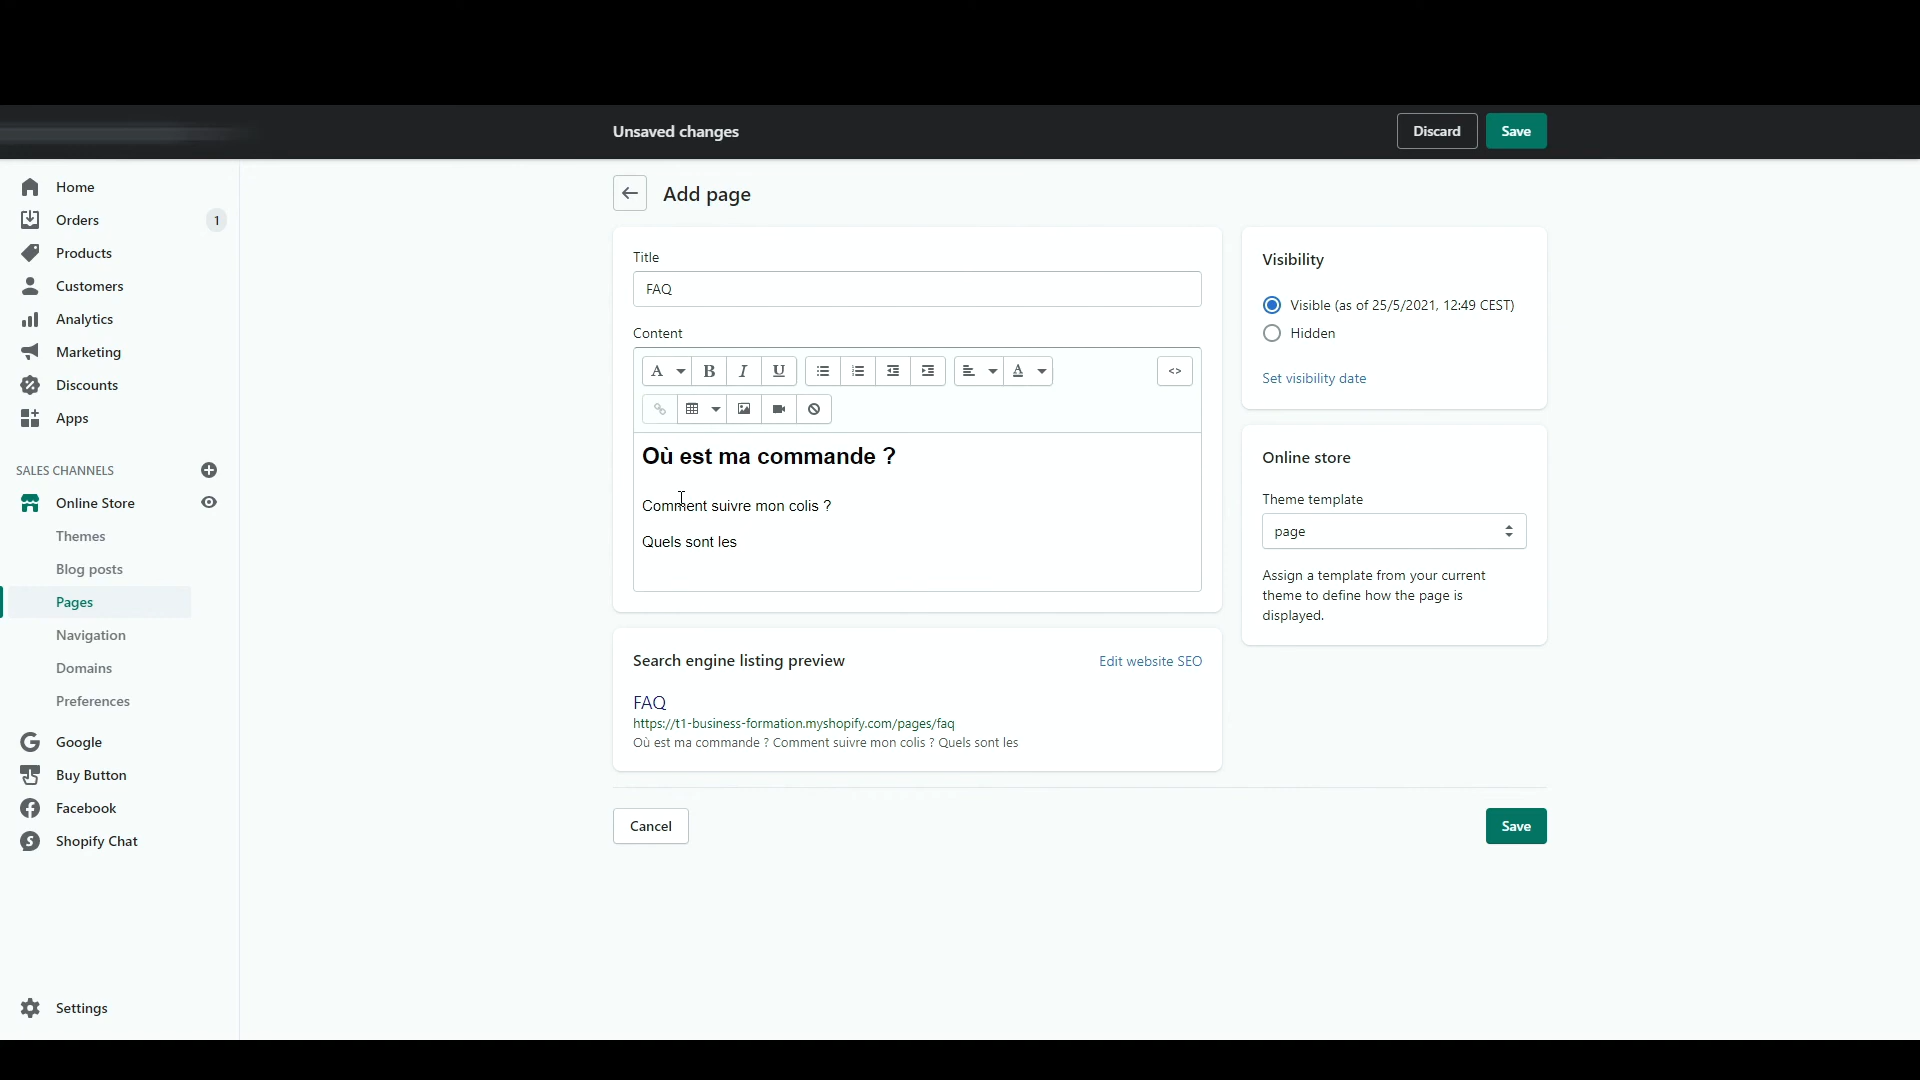 Unsaved changes
Discard
Save
Home
Orders
1
Products
Customers
Analytics
Marketing
Discounts
Apps
SALES CHANNELS
Online Store
Themes
Blog posts
Pages
Navigation
Domains
Preferences
Google
Buy Button
Facebook
Shopify Chat
Settings
Add page
Title
FAQ
Content
A B I U A <>
Où est ma commande ?
Comment suivre mon colis ?
Quels sont les
Search engine listing preview
Edit website SEO
FAQ
https://t1-business-formation.myshopify.com/pages/faq
Où est ma commande ? Comment suivre mon colis ? Quels sont les
Cancel
Save
Visibility
Visible (as of 25/5/2021, 12:49 CEST)
Hidden
Set visibility date
Online store
Theme template
page
Assign a template from your current
theme to define how the page is
displayed.